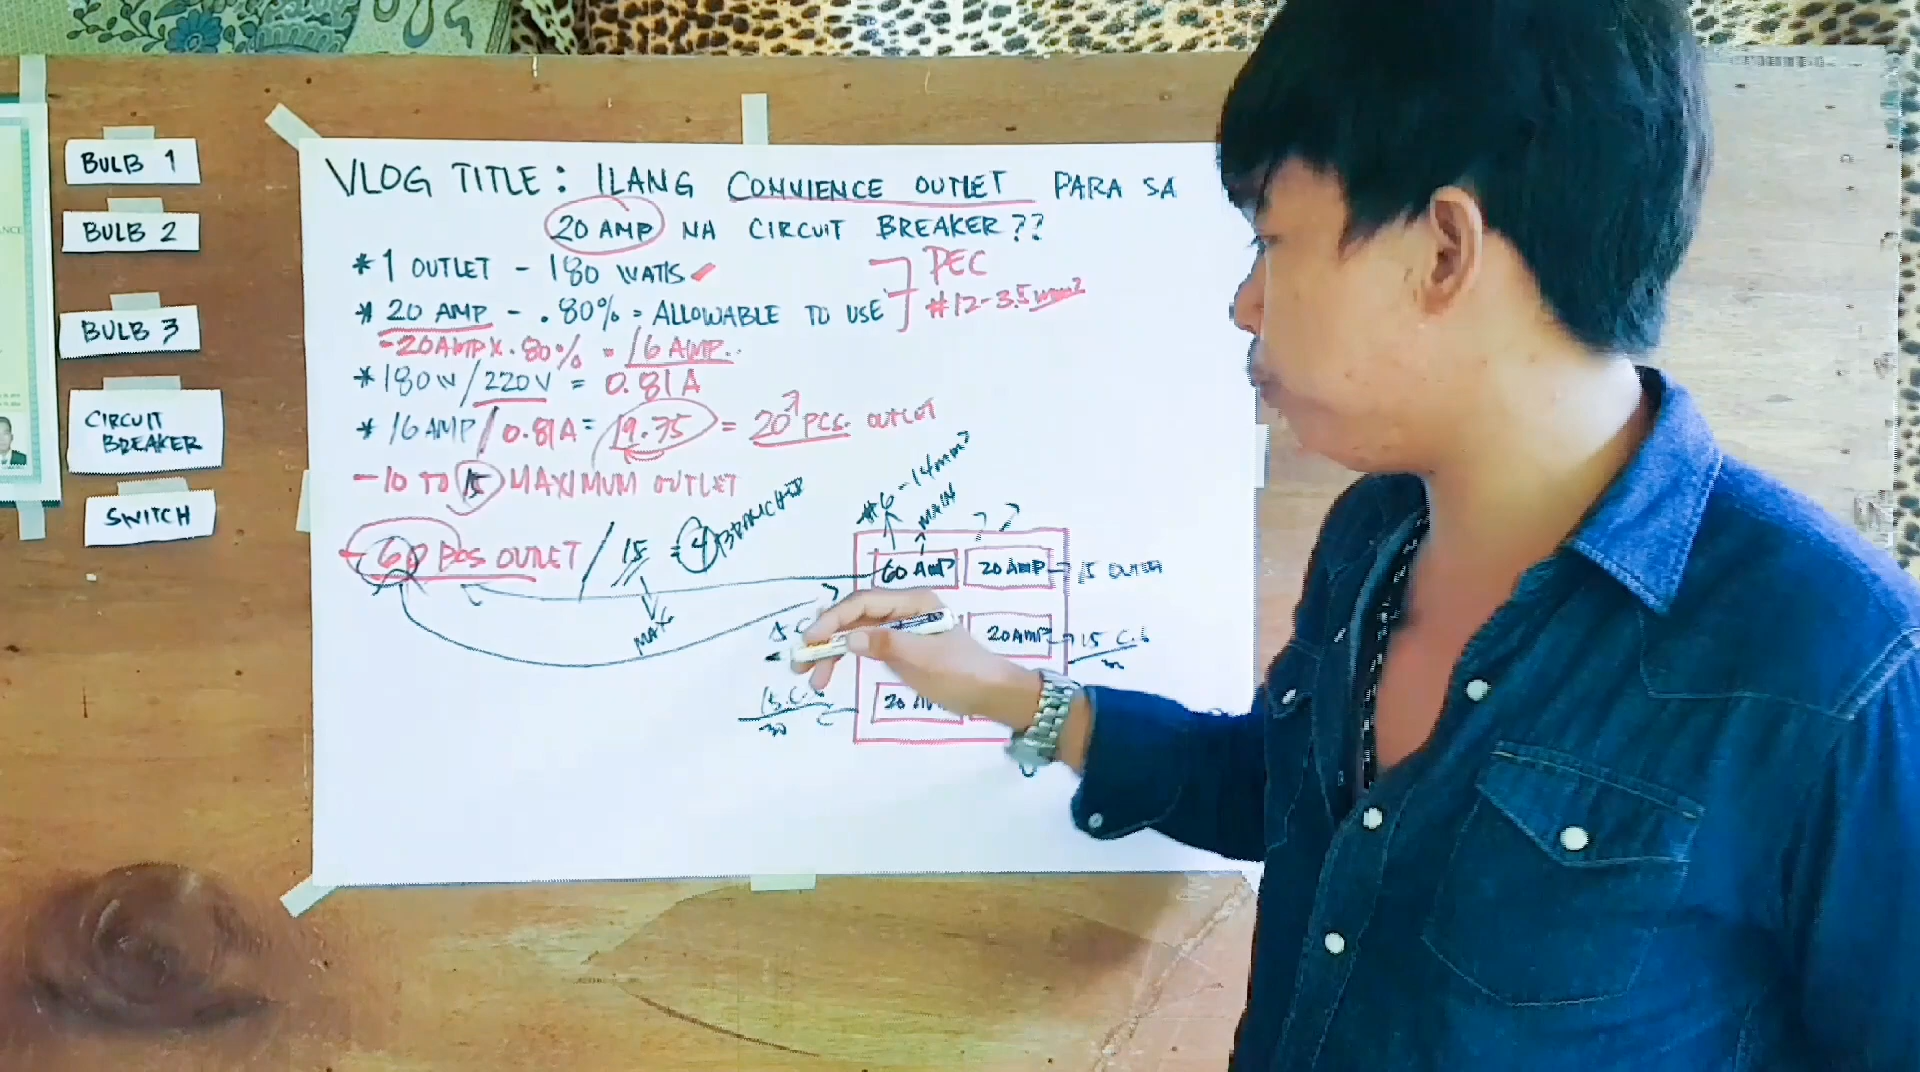 BULB 1
BULB 2
BULB 3
CIRCUIT
BREAKER
SWITCH
VLOG TITLE: ILANG CONVIENCE OUTLET PARA SA
20 AMP NA CIRCUIT BREAKER??
* 1 OUTLET - 180 WATTS
PEC
* 20 AMP - .80% = ALLOWABLE TO USE
#12-3.5mm²
-20AMP X .80% = 16 AMP.
* 180W/220V = 0.81A
* 16 AMP/0.81A = 19.75 = 20 PCS. OUTLET
-10 TO 15 MAXIMUM OUTLET
- 60 PCS OUTLET / 15 = 4
MAX
#6-14mm²
MAIN
60 AMP
20 AMP
15 OUTLET
20 AMP
15 C.O
15 C.O
20